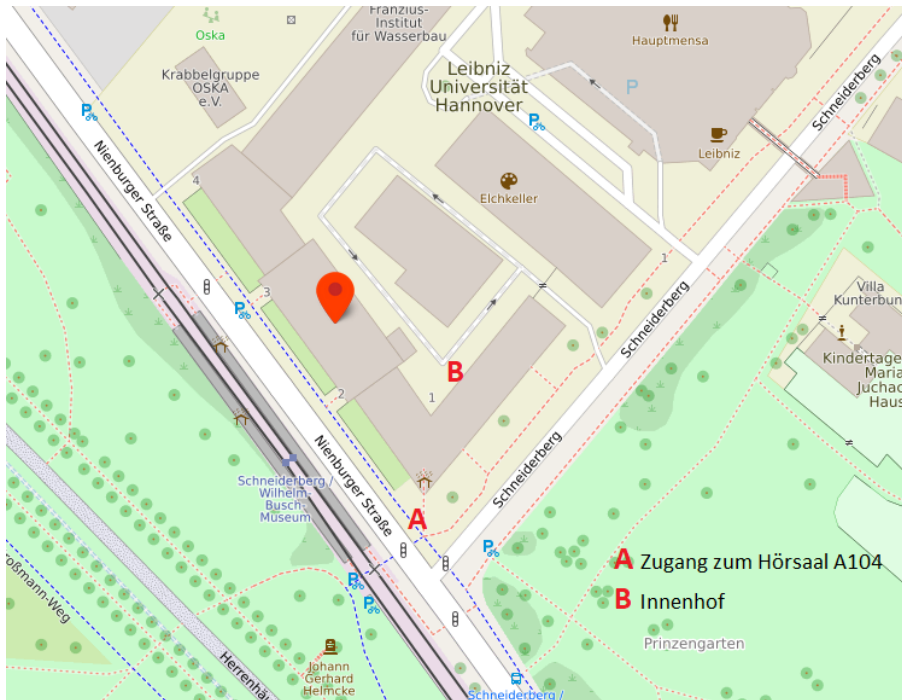 Franzius-
Institut
für Wasserbau
Oska
Krabbelgruppe
OSKA
e.V.
Leibniz
Universität
Hannover
Hauptmensa
P
Leibniz
Schneiderberg
P
P
Nienburger Straße
4
Elchkeller
1
Schneiderberg
Villa
Kunterbun
Kindertage
Maria
Juchac
Haus
3
P
B
2
1
Schneiderberg
Nienburger Straße
Schneiderberg /
Wilhelm-
Busch-
Museum
A
P
P
P
A Zugang zum Hörsaal A104
B Innenhof
Prinzengarten
oßmann-Weg
Herrenhä
Johann
Gerhard
Helmcke
Schneiderberg /